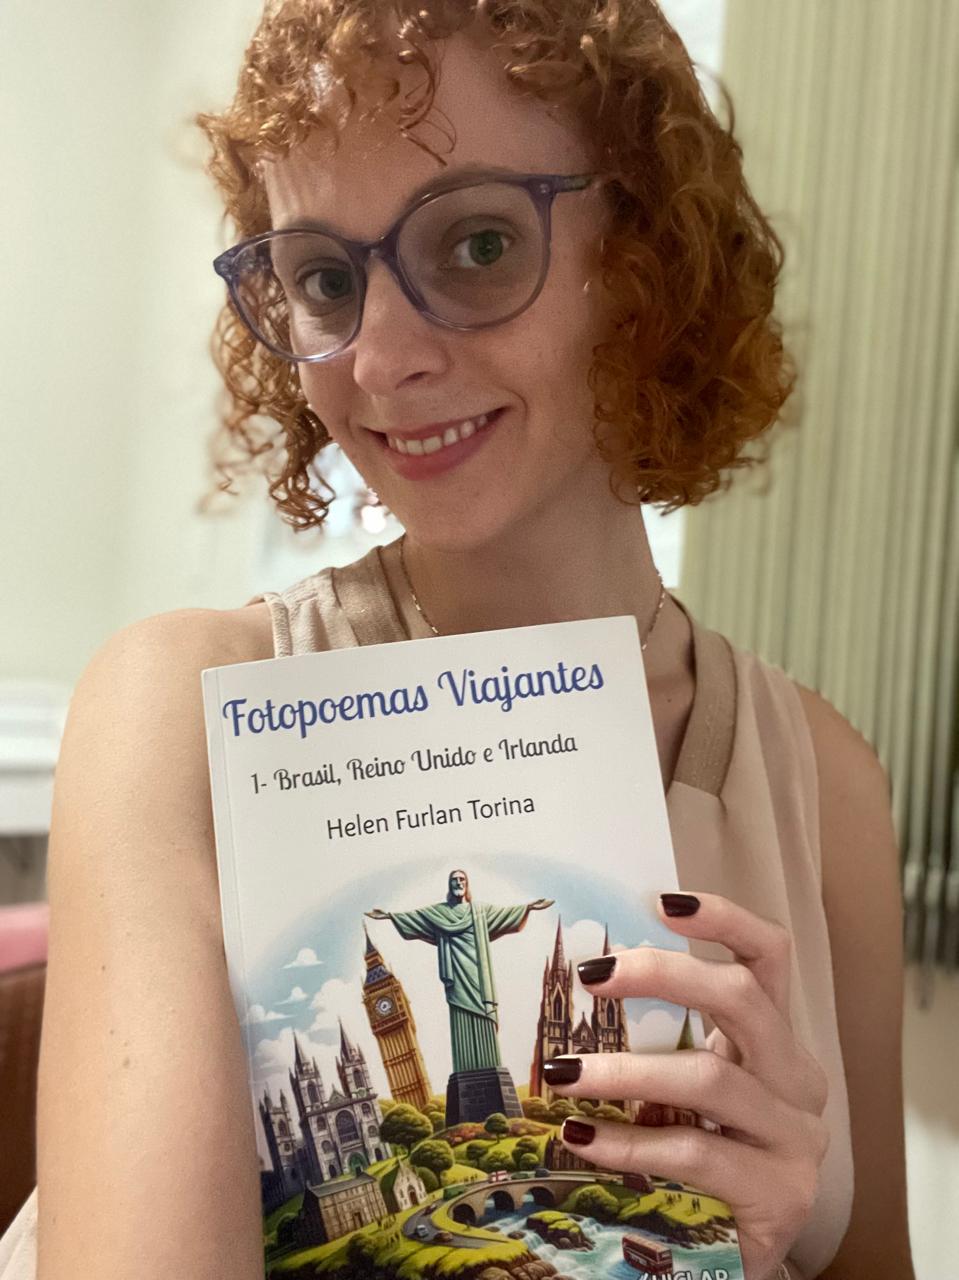 Fotopoemas Viajantes
1- Brasil, Reino Unido e Irlanda
Helen Furlan Torina